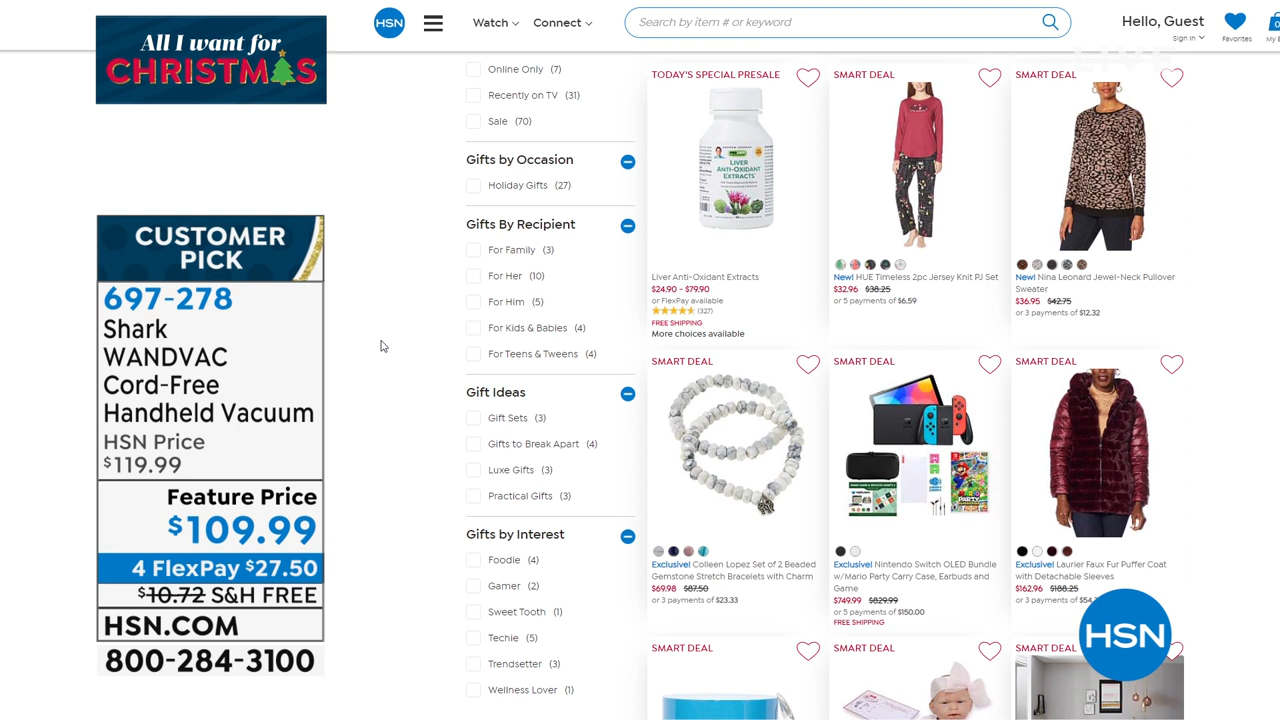 All I want for
CHRISTMAS
CUSTOMER
PICK
697-278
Shark
WANDVAC
Cord-Free
Handheld Vacuum
HSN Price
$119.99
Feature Price
$109.99
4 FlexPay $27.50
$10.72 S&H FREE
HSN.COM
800-284-3100
HSN
Watch
Connect
Search by item # or keyword
Hello, Guest
Sign In
Favorites
0
Online Only (7)
Recently on TV (31)
Sale (70)
Gifts by Occasion
Holiday Gifts (27)
Gifts By Recipient
For Family (3)
For Her (10)
For Him (5)
For Kids & Babies (4)
For Teens & Tweens (4)
Gift Ideas
Gift Sets (3)
Gifts to Break Apart (4)
Luxe Gifts (3)
Practical Gifts (3)
Gifts by Interest
Foodie (4)
Gamer (2)
Sweet Tooth (1)
Techie (5)
Trendsetter (3)
Wellness Lover (1)
TODAY'S SPECIAL PRESALE
LIVER
ANTI-OXIDANT
EXTRACTS
Liver Anti-Oxidant Extracts
$24.90 - $79.90
or FlexPay available
(327)
FREE SHIPPING
More choices available
SMART DEAL
New! HUE Timeless 2pc Jersey Knit PJ Set
$32.96 $38.25
or 5 payments of $6.59
SMART DEAL
New! Nina Leonard Jewel-Neck Pullover
Sweater
$36.95 $42.75
or 3 payments of $12.32
SMART DEAL
Exclusive! Colleen Lopez Set of 2 Beaded
Gemstone Stretch Bracelets with Charm
$69.98 $87.50
or 3 payments of $23.33
SMART DEAL
MARIO
PARTY
Exclusive! Nintendo Switch OLED Bundle
w/Mario Party Carry Case, Earbuds and
Game
$749.99 $829.99
or 5 payments of $150.00
FREE SHIPPING
SMART DEAL
Exclusive! Laurier Faux Fur Puffer Coat
with Detachable Sleeves
$162.96 $188.25
or 3 payments of
SMART DEAL
SMART DEAL
SMART DEAL
HSN